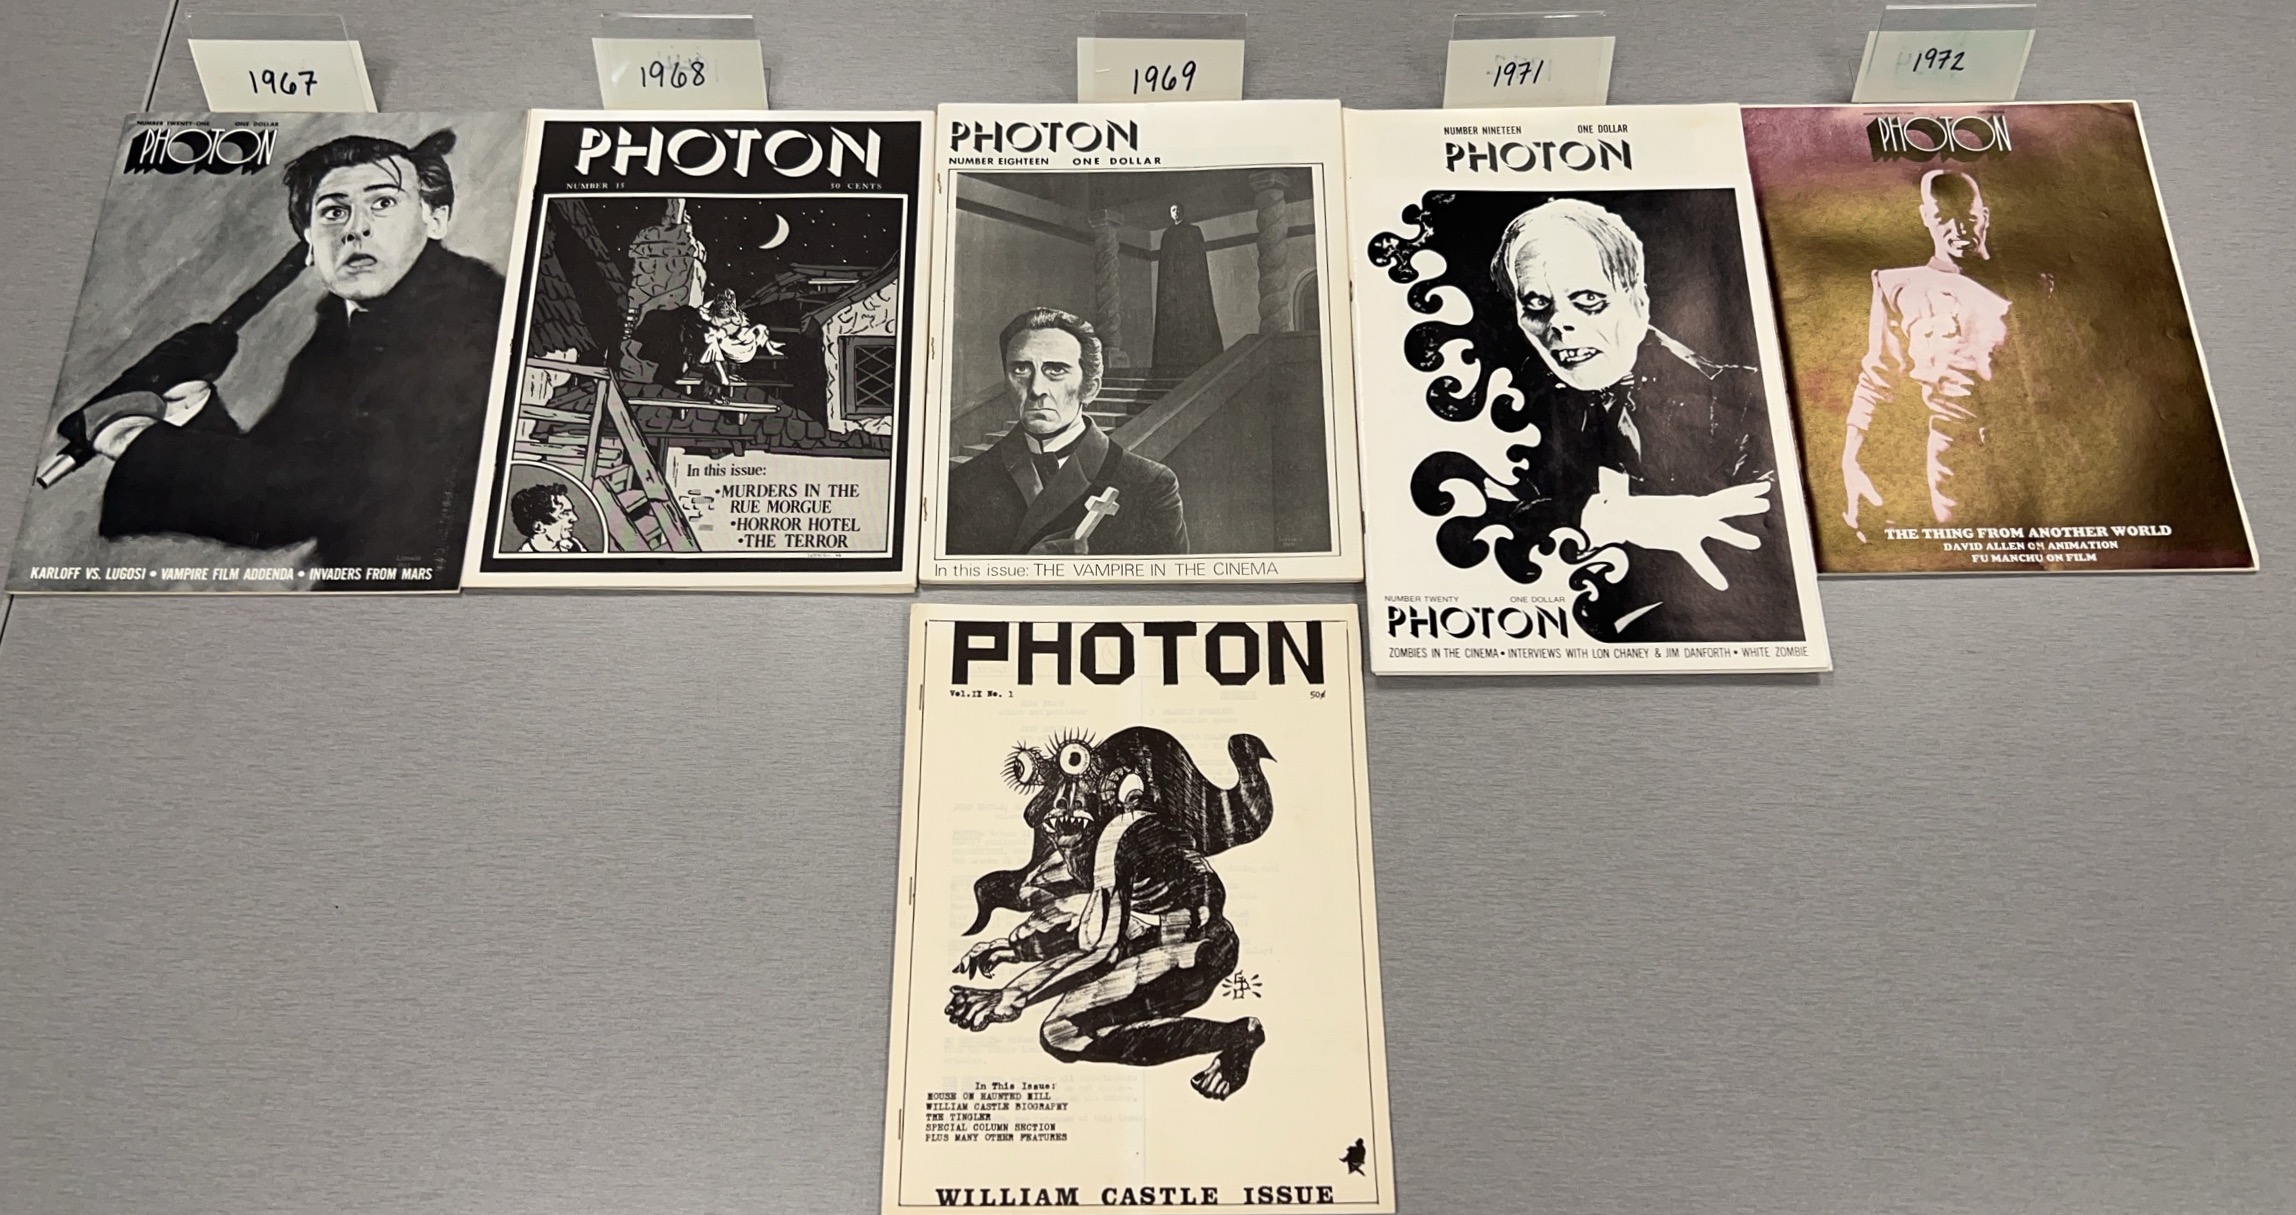 1967
1968
1969
1971
1972
NUMBER TWENTY-ONE ONE DOLLAR
PHOTON
KARLOFF VS. LUGOSI • VAMPIRE FILM ADDENDA • INVADERS FROM MARS
PHOTON
NUMBER 15 50 CENTS
In this issue:
•MURDERS IN THE
RUE MORGUE
•HORROR HOTEL
•THE TERROR
PHOTON
NUMBER EIGHTEEN ONE DOLLAR
In this issue: THE VAMPIRE IN THE CINEMA
NUMBER NINETEEN ONE DOLLAR
PHOTON
NUMBER TWENTY ONE DOLLAR
PHOTON
ZOMBIES IN THE CINEMA • INTERVIEWS WITH LON CHANEY & JIM DANFORTH • WHITE ZOMBIE
PHOTON
THE THING FROM ANOTHER WORLD
DAVID ALLEN ON ANIMATION
FU MANCHU ON FILM
PHOTON
Vol.IX No. 1 50¢
In This Issue:
HOUSE ON HAUNTED HILL
WILLIAM CASTLE BIOGRAPHY
THE TINGLER
SPECIAL COLUMN SECTION
PLUS MANY OTHER FEATURES
WILLIAM CASTLE ISSUE